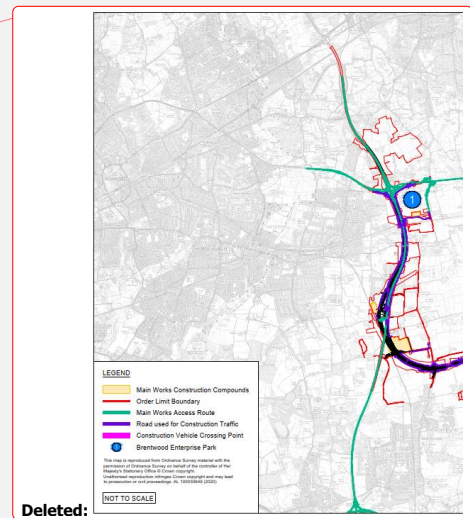 1
LEGEND
Main Works Construction Compounds
Order Limit Boundary
Main Works Access Route
Road used for Construction Traffic
Construction Vehicle Crossing Point
Brentwood Enterprise Park
This map is reproduced from Ordnance Survey material with the
permission of Ordnance Survey on behalf of the controller of Her
Majesty's Stationery Office © Crown copyright.
Unauthorised reproduction infringes Crown copyright and may lead
to prosecution or civil proceedings. AL 100030649 (2020)
NOT TO SCALE
Deleted: